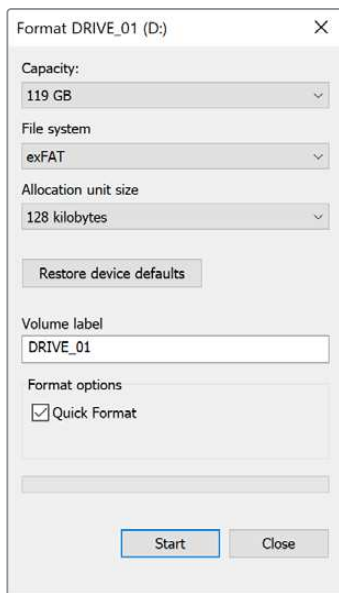 Format DRIVE_01 (D:)
Capacity:
119 GB
File system
exFAT
Allocation unit size
128 kilobytes
Restore device defaults
Volume label
DRIVE_01
Format options
Quick Format
Start Close